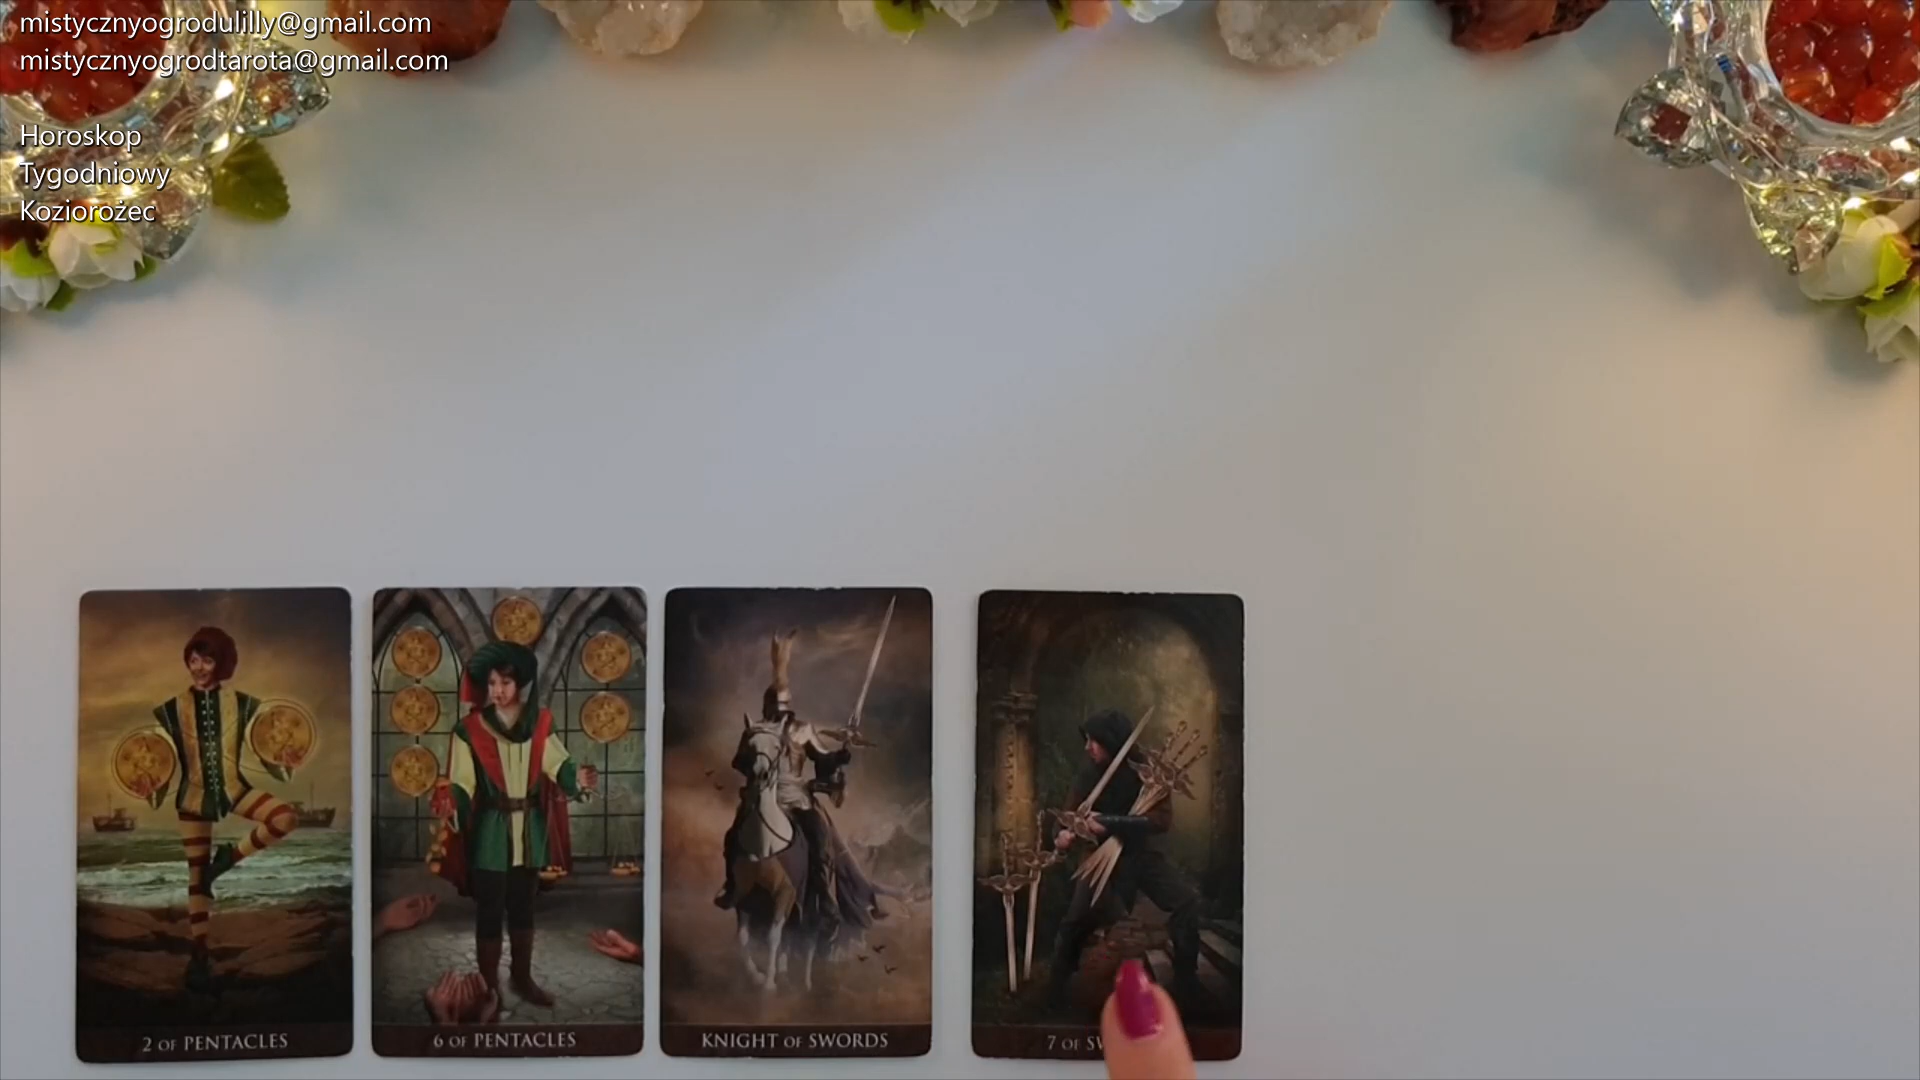 mistycznyogrodulilly@gmail.com
mistycznyogrodtarota@gmail.com
Horoskop
Tygodniowy
Koziorożec
2 OF PENTACLES
6 OF PENTACLES
KNIGHT OF SWORDS
7 OF